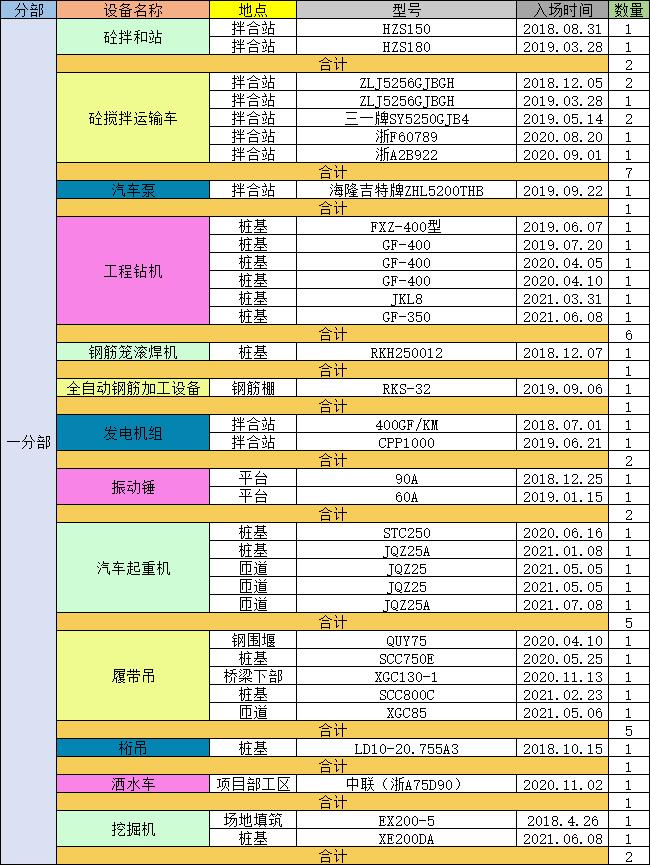 分部 设备名称 地点 型号 入场时间 数量
一分部
砼拌和站 拌合站 HZS150 2018.08.31 1
拌合站 HZS180 2019.03.28 1
合计 2
砼搅拌运输车 拌合站 ZLJ5256GJBGH 2018.12.05 2
拌合站 ZLJ5256GJBGH 2019.03.28 1
拌合站 三一牌SY5250GJB4 2019.05.14 2
拌合站 浙F60789 2020.08.20 1
拌合站 浙A2B922 2020.09.01 1
合计 7
汽车泵 拌合站 海隆吉特牌ZHL5200THB 2019.09.22 1
合计 1
工程钻机 桩基 FXZ-400型 2019.06.07 1
桩基 GF-400 2019.07.20 1
桩基 GF-400 2020.04.05 1
桩基 GF-400 2020.04.10 1
桩基 JKL8 2021.03.31 1
桩基 GF-350 2021.06.08 1
合计 6
钢筋笼滚焊机 桩基 RKH250012 2018.12.07 1
合计 1
全自动钢筋加工设备 钢筋棚 RKS-32 2019.09.06 1
合计 1
发电机组 拌合站 400GF/KM 2018.07.01 1
拌合站 CPP1000 2019.06.21 1
合计 2
振动锤 平台 90A 2018.12.25 1
平台 60A 2019.01.15 1
合计 2
汽车起重机 桩基 STC250 2020.06.16 1
桩基 JQZ25A 2021.01.08 1
匝道 JQZ25 2021.05.05 1
匝道 JQZ25 2021.05.05 1
匝道 JQZ25A 2021.07.08 1
合计 5
履带吊 钢围堰 QUY75 2020.04.10 1
桩基 SCC750E 2020.05.25 1
桥梁下部 XGC130-1 2020.11.13 1
桩基 SCC800C 2021.02.23 1
匝道 XGC85 2021.05.06 1
合计 5
桁吊 桩基 LD10-20.755A3 2018.10.15 1
合计 1
洒水车 项目部工区 中联（浙A75D90） 2020.11.02 1
合计 1
挖掘机 场地填筑 EX200-5 2018.4.26 1
桩基 XE200DA 2021.06.08 1
合计 2